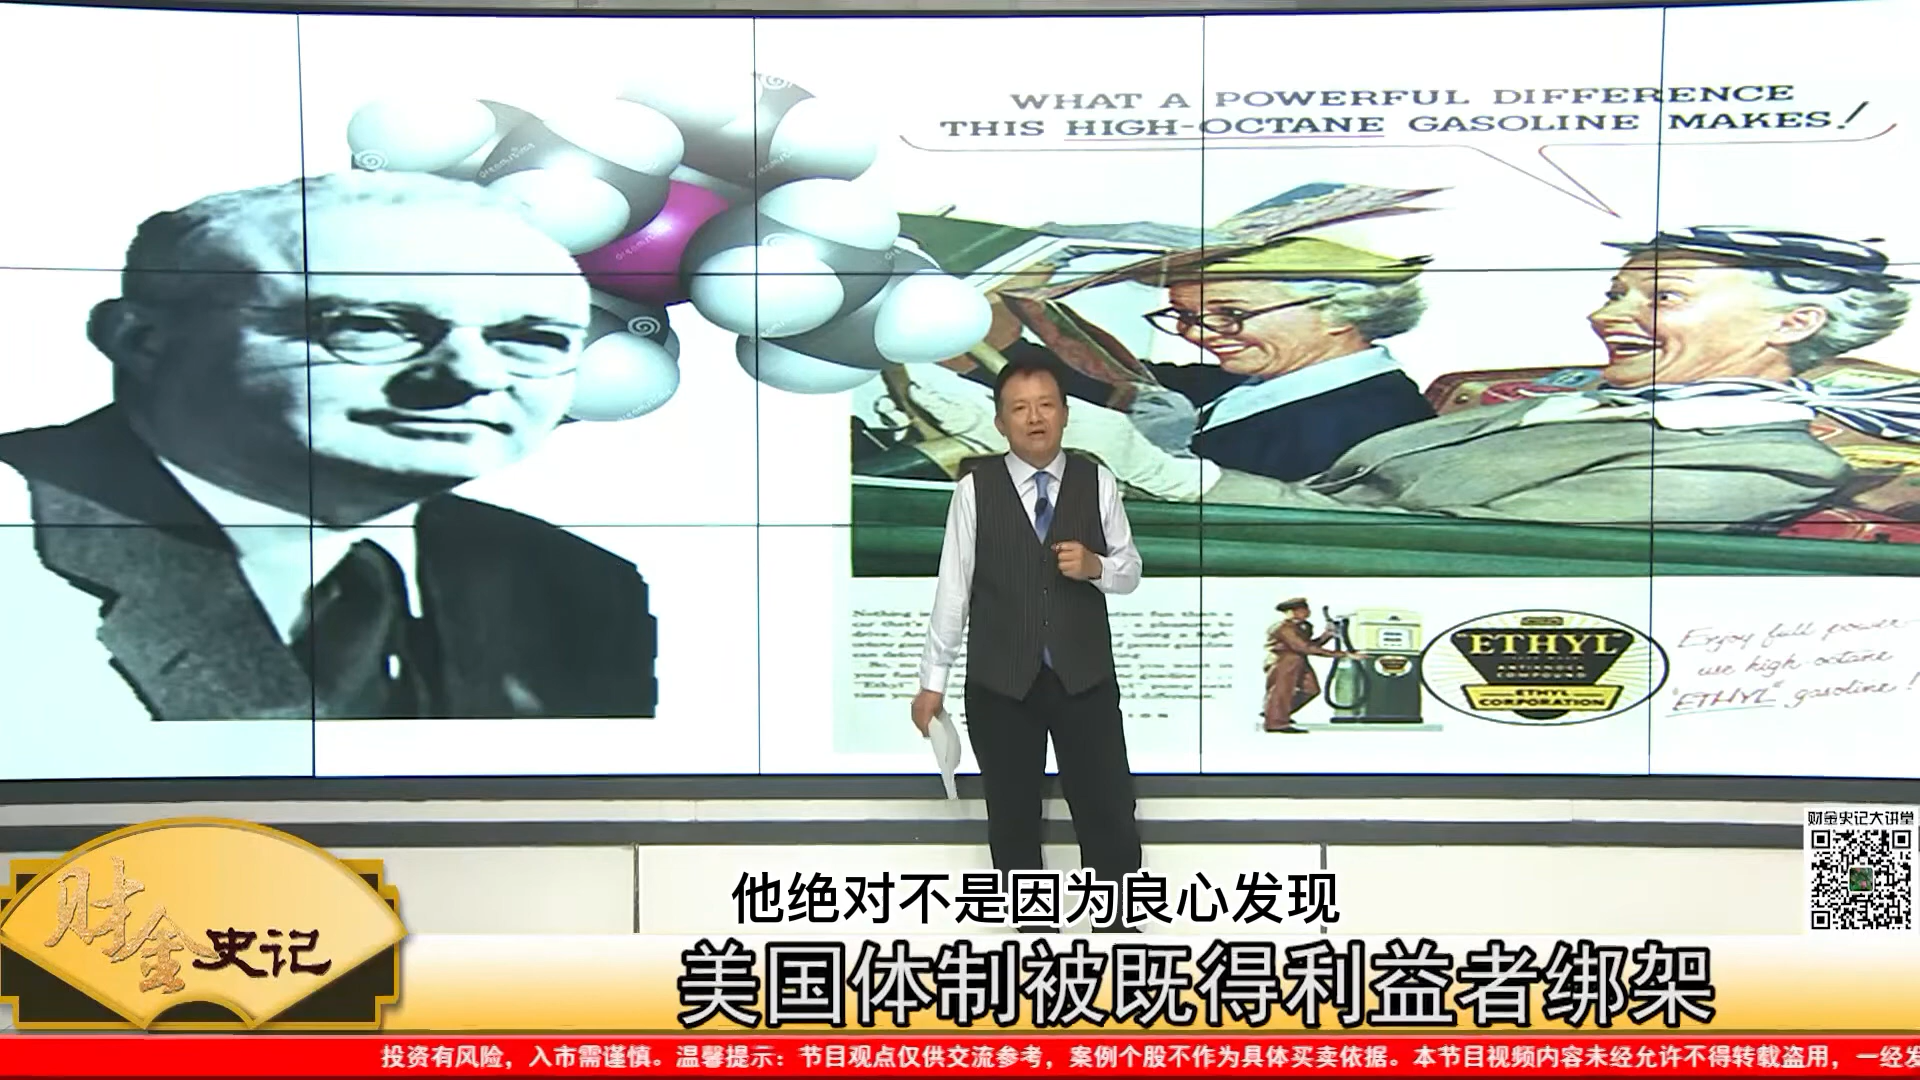 WHAT A POWERFUL DIFFERENCE
THIS HIGH-OCTANE GASOLINE MAKES!
ETHYL
ETHYL
CORPORATION
Enjoy full power-
use high-octane
"ETHYL" gasoline!
财金史记大讲堂
他绝对不是因为良心发现
财金史记
美国体制被既得利益者绑架
投资有风险，入市需谨慎。温馨提示：节目观点仅供交流参考，案例个股不作为具体买卖依据。本节目视频内容未经允许不得转载盗用，一经发